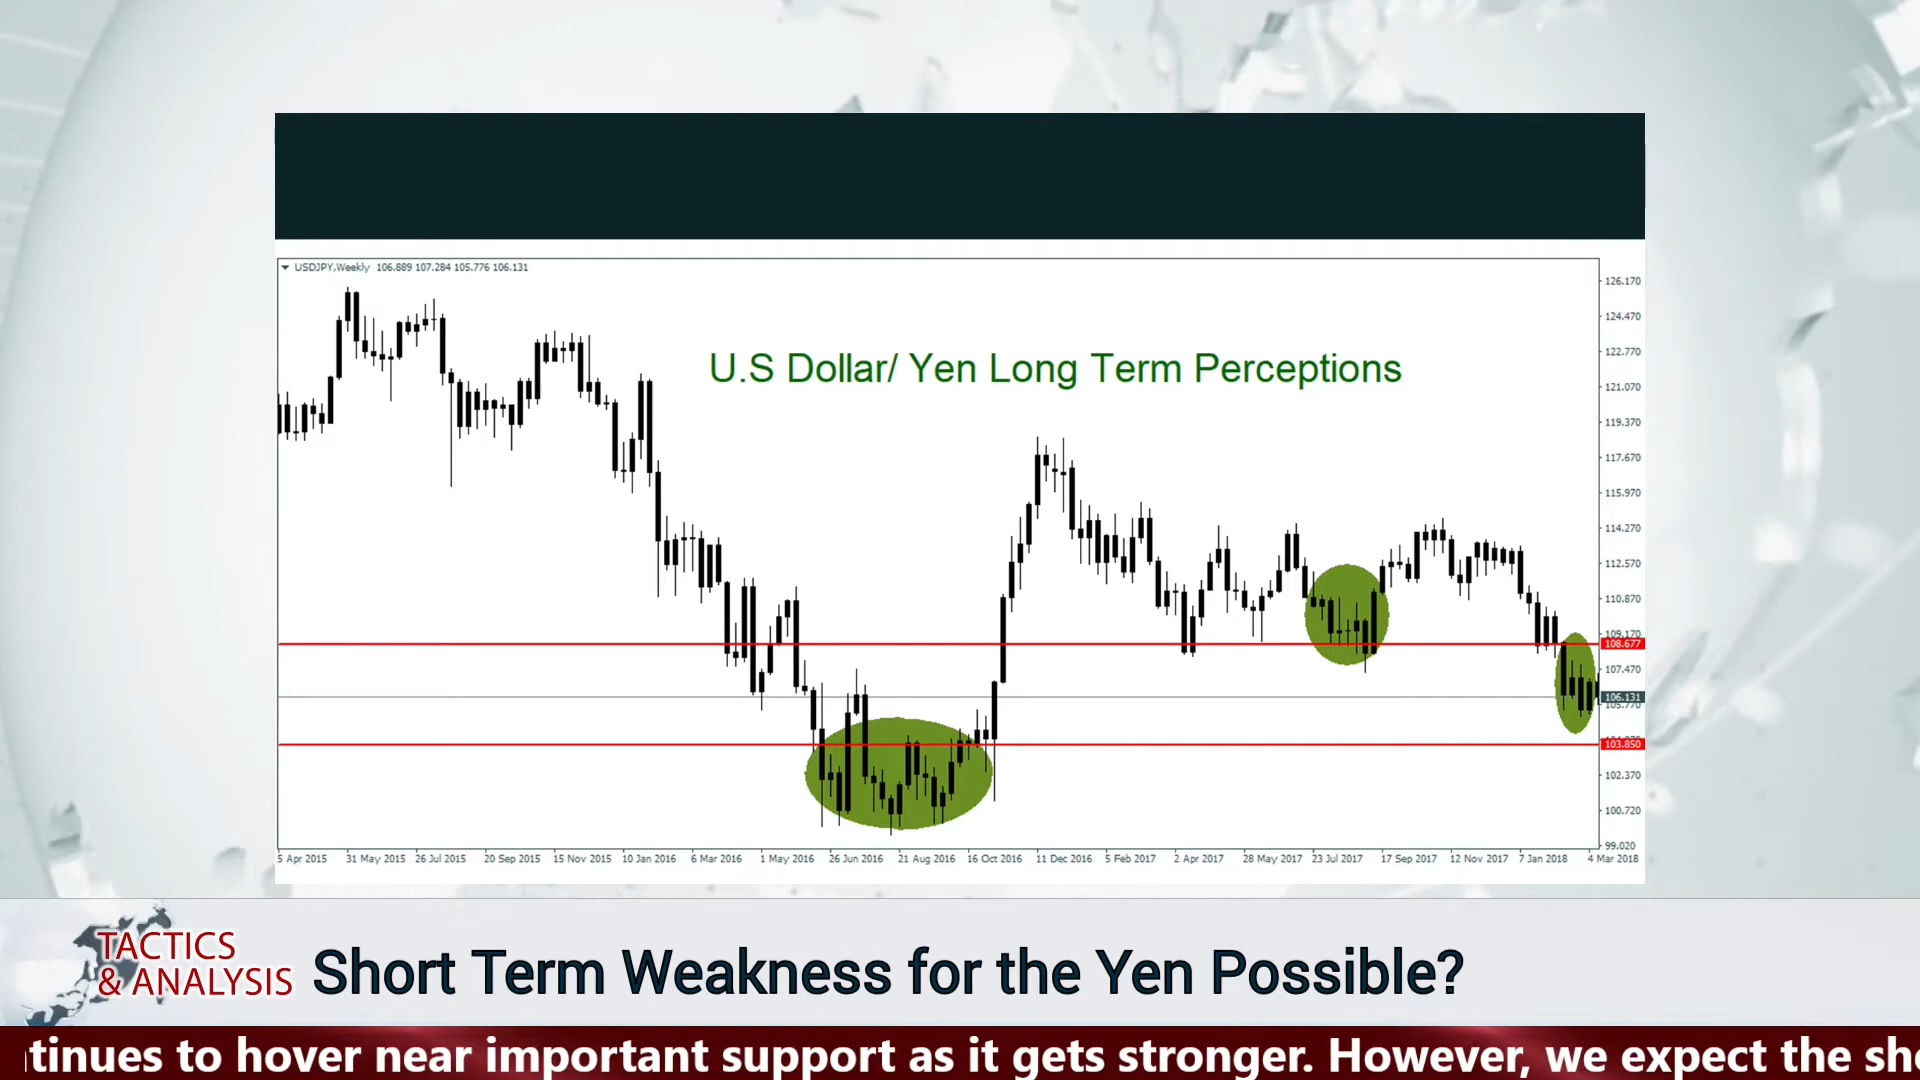 USDJPY,Weekly 106.889 107.284 105.776 106.131
U.S Dollar/ Yen Long Term Perceptions
126.170
124.470
122.770
121.070
119.370
117.670
115.970
114.270
112.570
110.870
109.170
108.677
107.470
106.131
105.770
103.850
102.370
100.720
99.020
5 Apr 2015 31 May 2015 26 Jul 2015 20 Sep 2015 15 Nov 2015 10 Jan 2016 6 Mar 2016 1 May 2016 26 Jun 2016 21 Aug 2016 16 Oct 2016 11 Dec 2016 5 Feb 2017 2 Apr 2017 28 May 2017 23 Jul 2017 17 Sep 2017 12 Nov 2017 7 Jan 2018 4 Mar 2018
TACTICS
& ANALYSIS
Short Term Weakness for the Yen Possible?
tinues to hover near important support as it gets stronger. However, we expect the sh